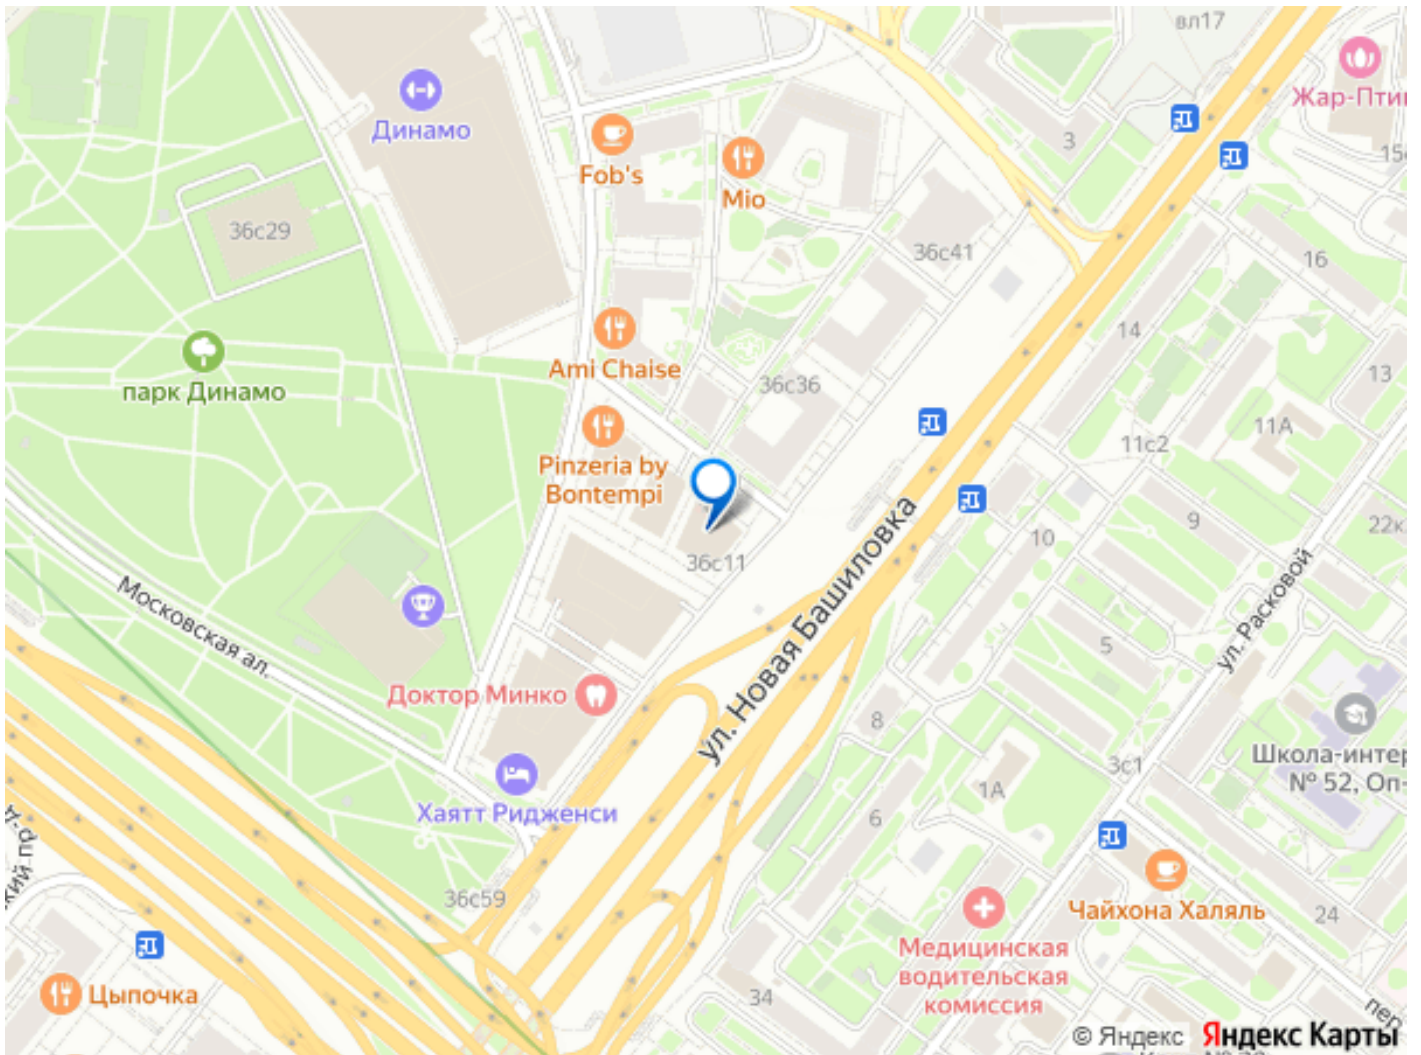 вл17
Жар-Пти
Динамо
3
15
Fob's
Mio
36с29
36с41
16
14
Ami Chaise
36с36
13
парк Динамо
11с2
11А
Pinzeria by
Bontempi
9
22к
10
36с11
ул. Новая Башиловка
ул. Расковой
Московская ал.
5
Доктор Минко
8
Школа-интер
№ 52, Оп-
3с1
1А
Хаятт Ридженси
6
36с59
Чайхона Халяль
24
Медицинская
водительская
комиссия
Цыпочка
34
пер.
© Яндекс Яндекс Карты